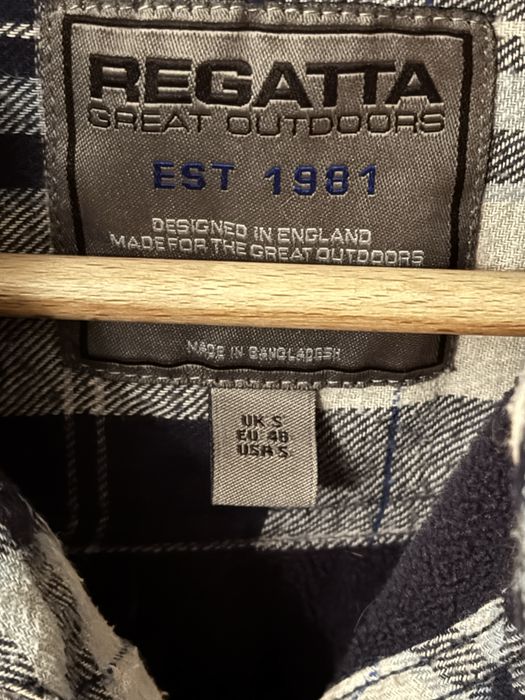 REGATTA
GREAT OUTDOORS
EST 1981
DESIGNED IN ENGLAND
MADE FOR THE GREAT OUTDOORS
MADE IN BANGLADESH
UK S
EU 48
USA S